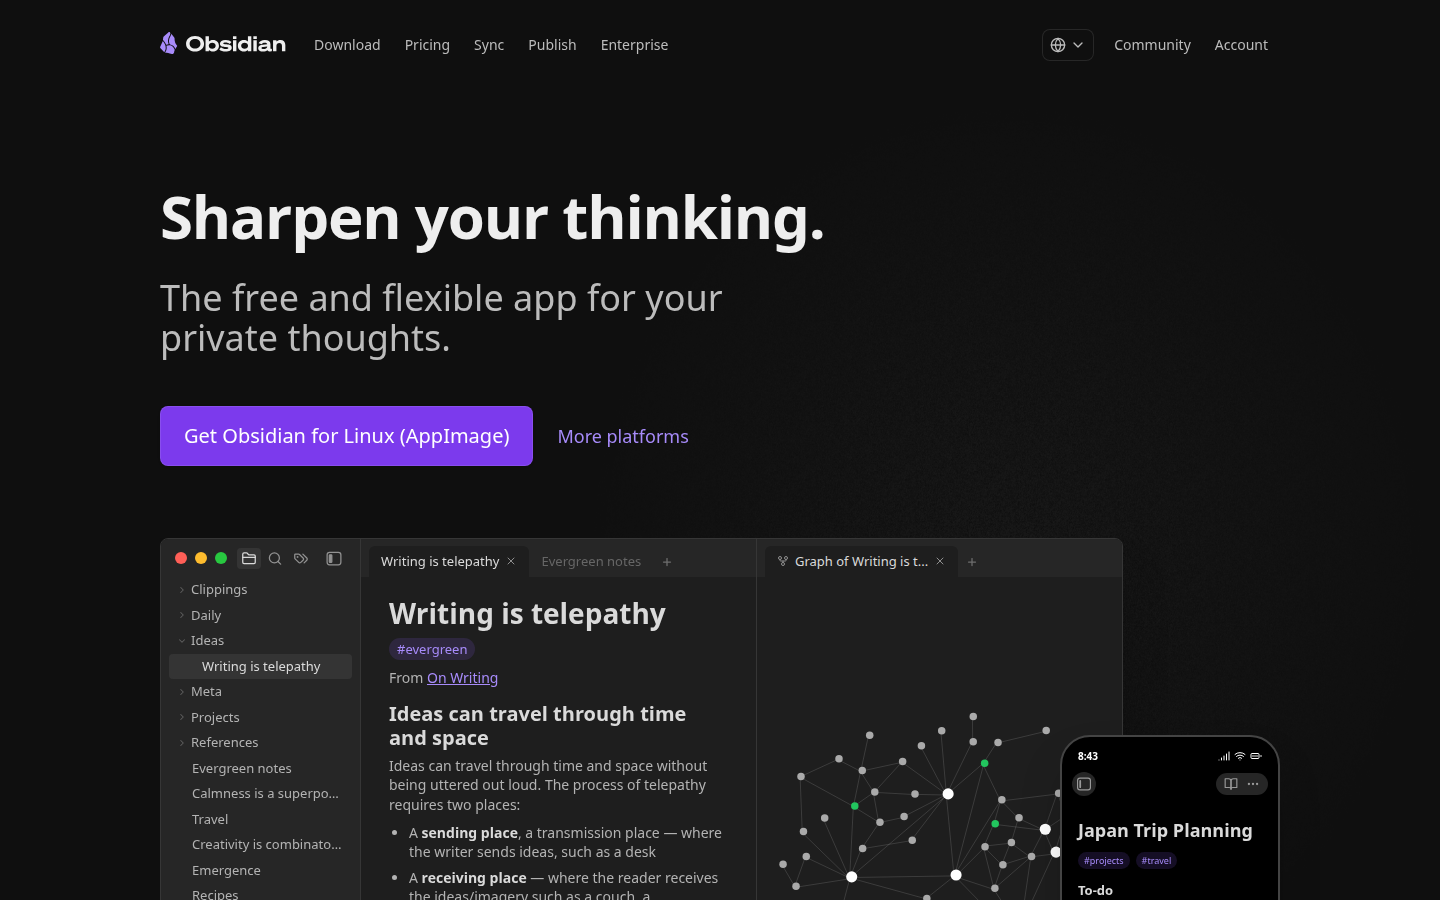 Obsidian Download Pricing Sync Publish Enterprise Community Account
Sharpen your thinking.
The free and flexible app for your
private thoughts.
Get Obsidian for Linux (AppImage) More platforms
Clippings
Daily
Ideas
Writing is telepathy
Meta
Projects
References
Evergreen notes
Calmness is a superpo...
Travel
Creativity is combinato...
Emergence
Recipes
Writing is telepathy Evergreen notes
Writing is telepathy
#evergreen
From On Writing
Ideas can travel through time
and space
Ideas can travel through time and space without
being uttered out loud. The process of telepathy
requires two places:
• A sending place, a transmission place — where
the writer sends ideas, such as a desk
• A receiving place — where the reader receives
the ideas/imagery such as a couch, a
Graph of Writing is t...
8:43
Japan Trip Planning
#projects #travel
To-do